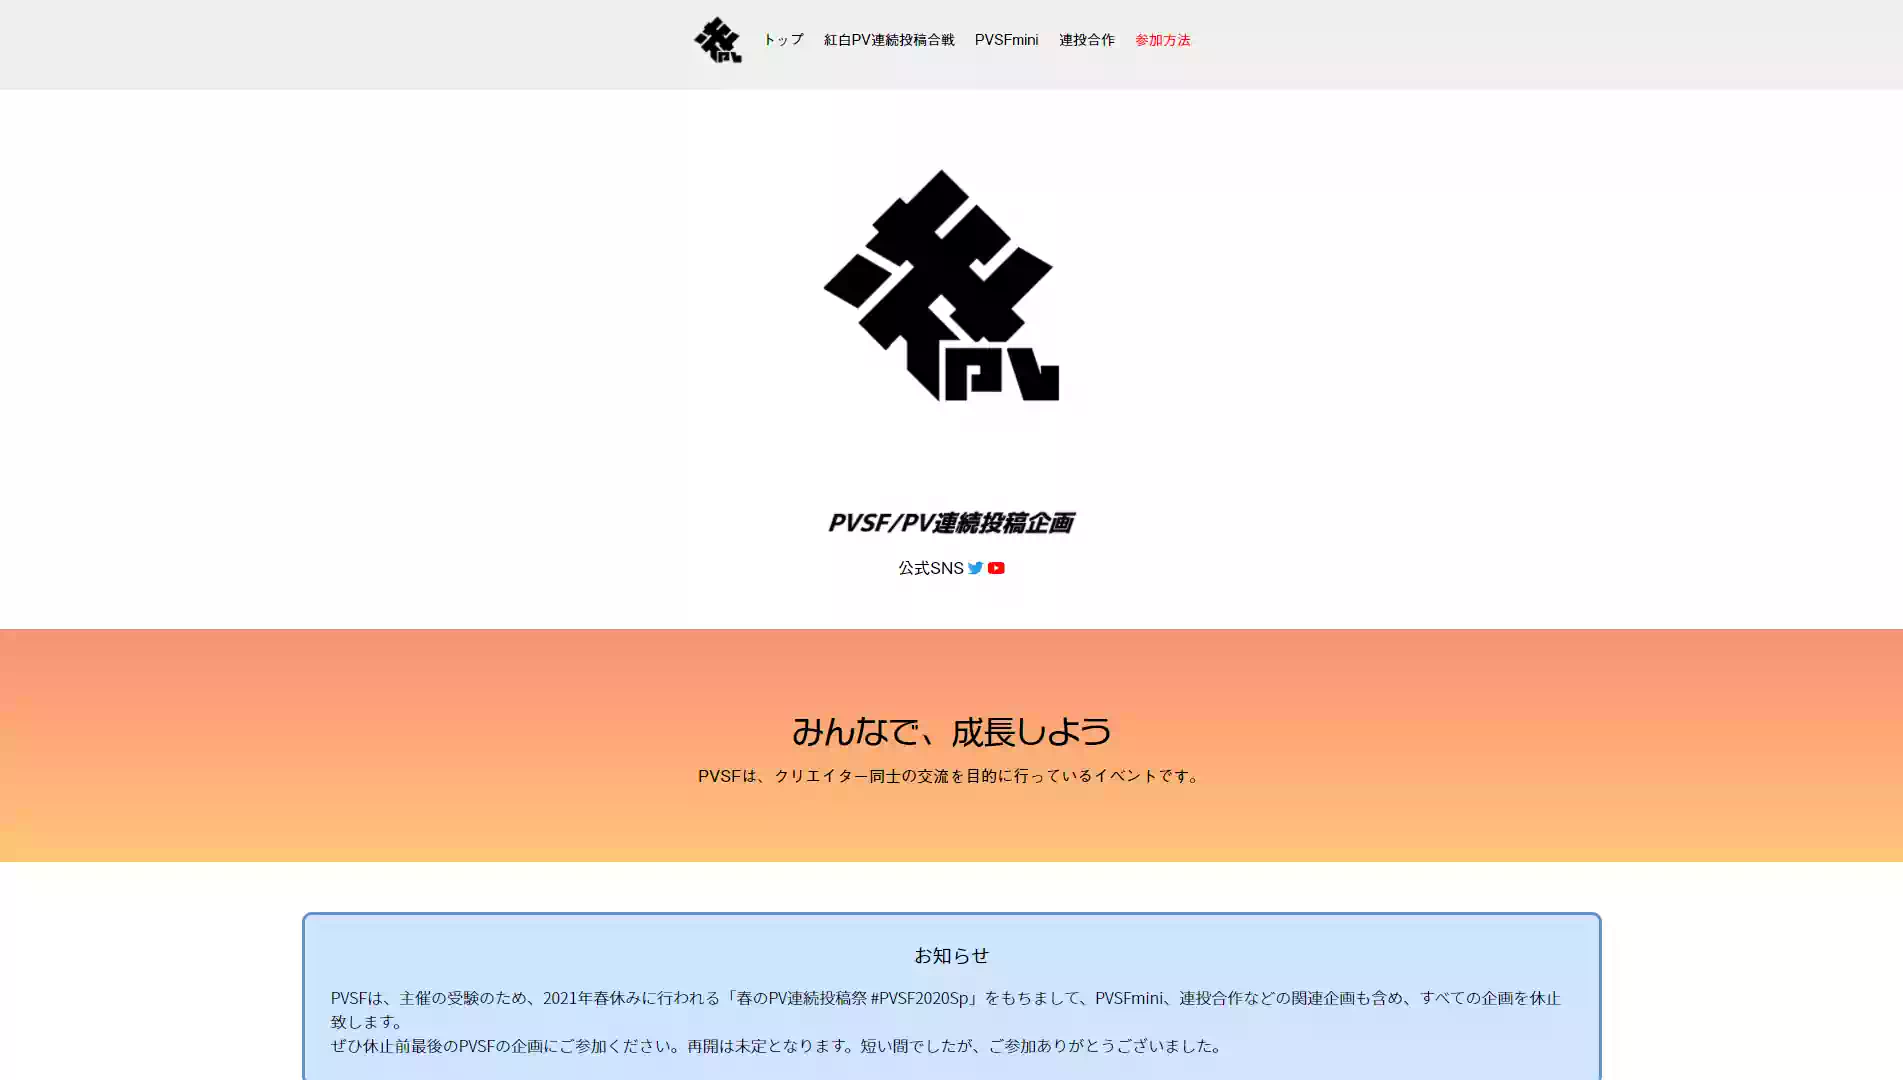 トップ 紅白PV連続投稿合戦 PVSFmini 連投合作 参加方法
PVSF/PV連続投稿企画
公式SNS
みんなで、成長しよう
PVSFは、クリエイター同士の交流を目的に行っているイベントです。
お知らせ
PVSFは、主催の受験のため、2021年春休みに行われる「春のPV連続投稿祭 #PVSF2020Sp」をもちまして、PVSFmini、連投合作などの関連企画も含め、すべての企画を休止
致します。
ぜひ休止前最後のPVSFの企画にご参加ください。再開は未定となります。短い間でしたが、ご参加ありがとうございました。